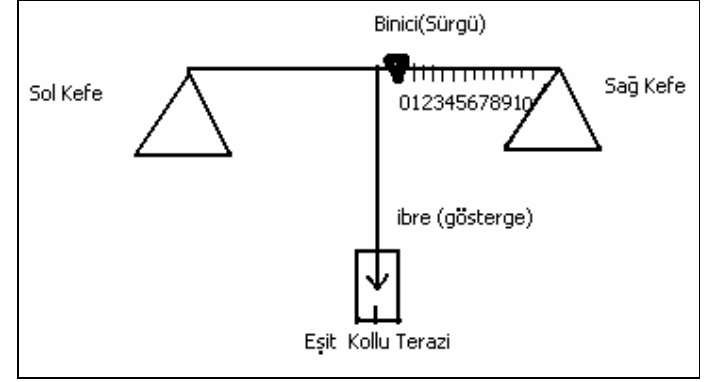 Binici(Sürgü)
Sol Kefe
Sağ Kefe
012345678910
ibre (gösterge)
Eşit Kollu Terazi